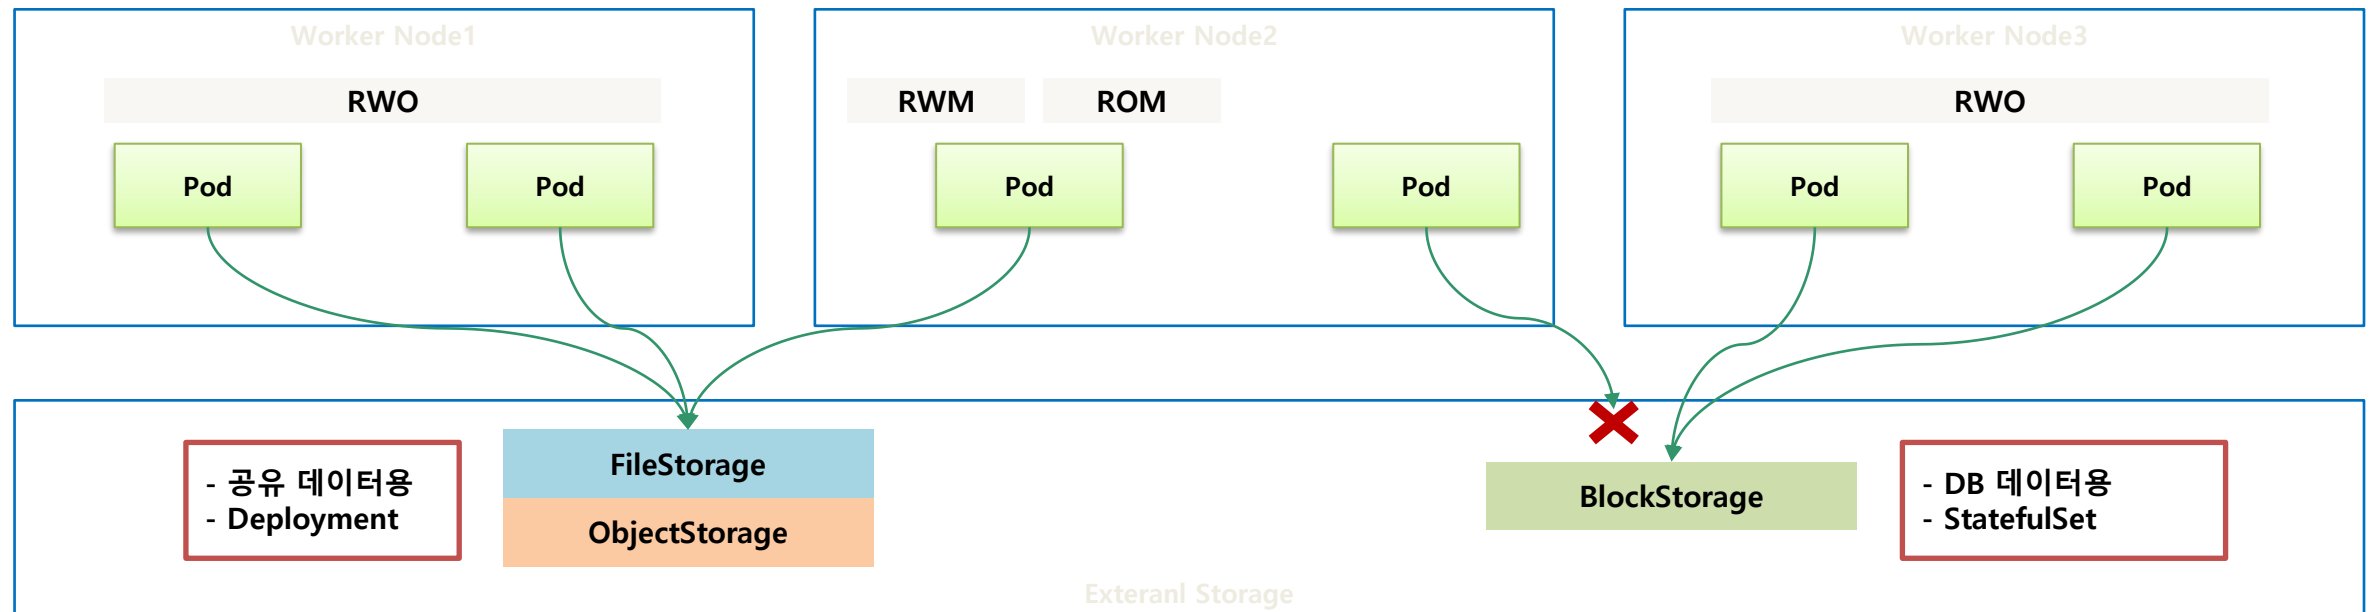 Worker Node1
Worker Node2
Worker Node3
RWO
RWM
ROM
RWO
Pod
Pod
Pod
Pod
Pod
Pod
- 공유 데이터용
- Deployment
FileStorage
ObjectStorage
BlockStorage
- DB 데이터용
- StatefulSet
Exteranl Storage